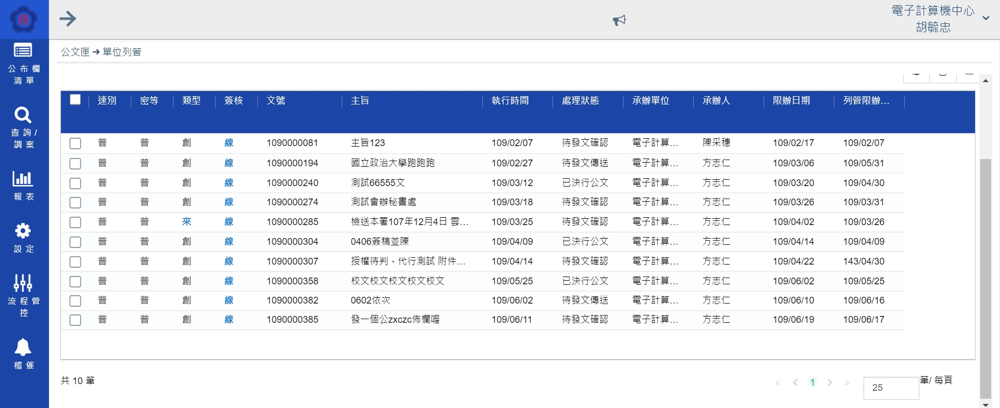 電子計算機中心
胡毓忠
公文匣 → 單位列管
公布欄
清單
查詢/
調案
報表
設定
流程管
控
稽催
速別 密等 類型 簽核 文號 主旨 執行時間 處理狀態 承辦單位 承辦人 限辦日期 列管限辦...
普 普 創 線 1090000081 主旨123 109/02/07 待發文確認 電子計算... 陳采穗 109/02/17 109/02/07
普 普 創 線 1090000194 國立政治大學跑跑跑 109/02/27 待發文傳送 電子計算... 方志仁 109/03/06 109/05/31
普 普 創 線 1090000240 測試66555文 109/03/12 已決行公文 電子計算... 方志仁 109/03/20 109/04/30
普 普 創 線 1090000274 測試會辦秘書處 109/03/18 待發文確認 電子計算... 方志仁 109/03/26 109/03/31
普 普 來 線 1090000285 檢送本署107年12月4日 雲... 109/03/25 待發文確認 電子計算... 方志仁 109/04/02 109/03/26
普 普 創 線 1090000304 0406簽稿並陳 109/04/09 已決行公文 電子計算... 方志仁 109/04/14 109/04/09
普 普 創 線 1090000307 授權待判、代行測試 附件... 109/04/14 待發文確認 電子計算... 方志仁 109/04/22 143/04/30
普 普 創 線 1090000358 校文校文校文校文校文 109/05/25 已決行公文 電子計算... 方志仁 109/06/02 109/05/25
普 普 創 線 1090000382 0602依次 109/06/02 待發文傳送 電子計算... 方志仁 109/06/10 109/06/16
普 普 創 線 1090000385 發一個公zxczc佈欄喔 109/06/11 待發文確認 電子計算... 方志仁 109/06/19 109/06/17
共 10 筆
« < 1 > » 25 筆/ 每頁